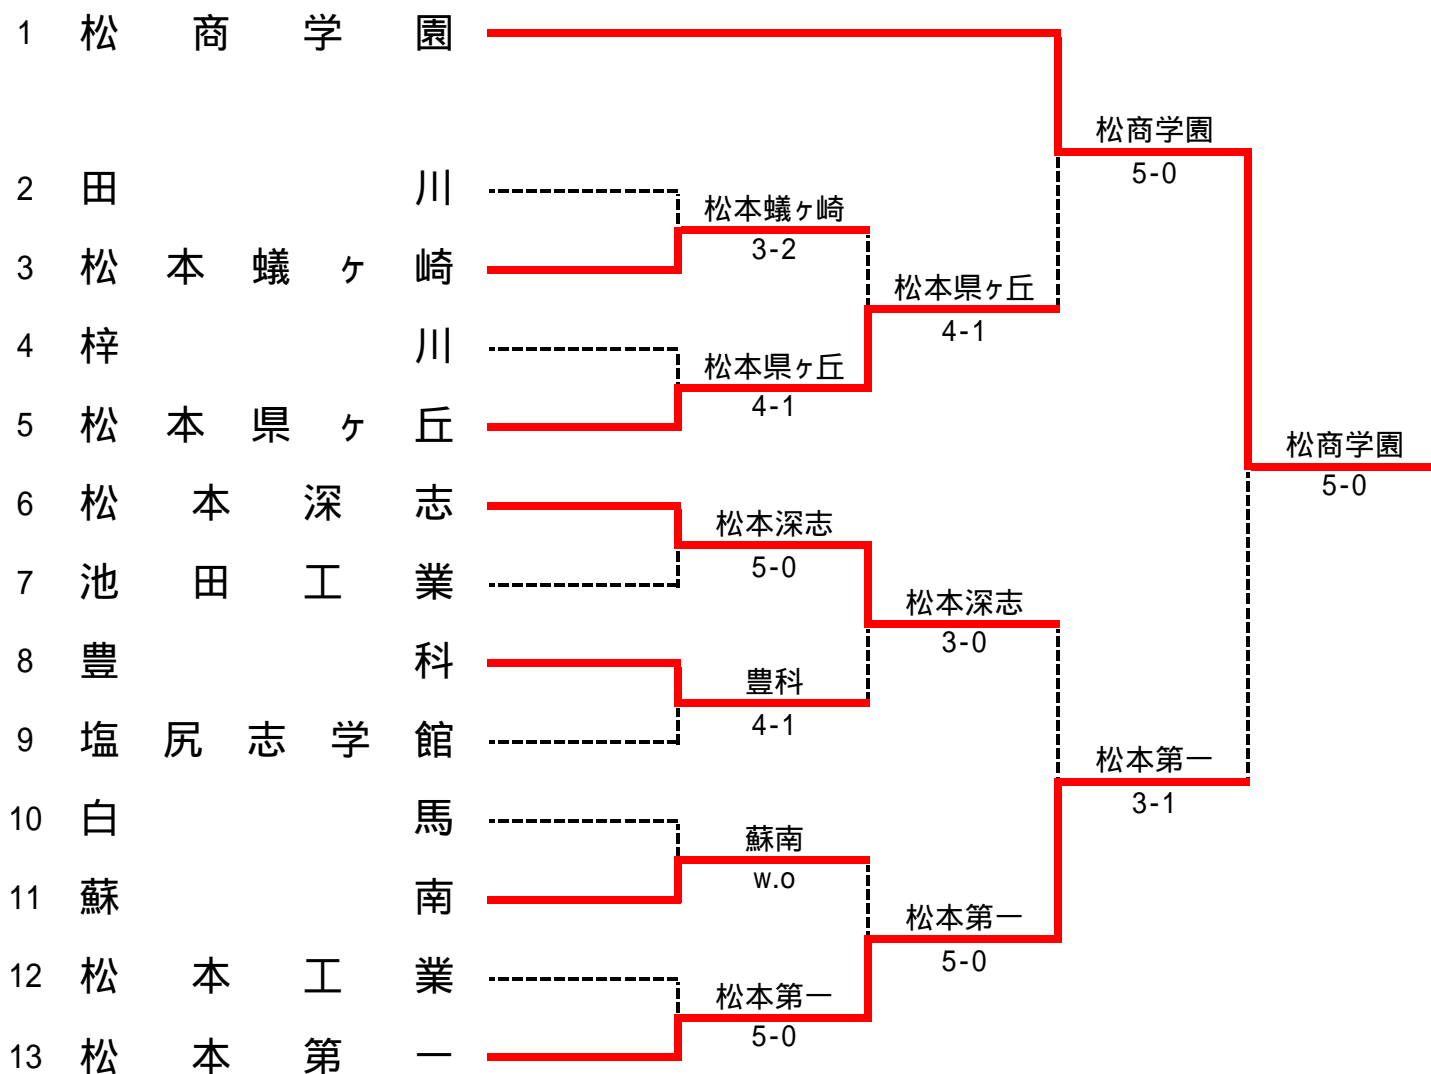 1 松商学園
松商学園
5-0
2 田川
松本蟻ヶ崎
3-2
3 松本蟻ヶ崎
松本県ヶ丘
4-1
4 梓川
松本県ヶ丘
4-1
5 松本県ヶ丘
松商学園
5-0
6 松本深志
松本深志
5-0
7 池田工業
松本深志
3-0
8 豊科
豊科
4-1
9 塩尻志学館
松本第一
3-1
10 白馬
蘇南
w.o
11 蘇南
松本第一
5-0
12 松本工業
松本第一
5-0
13 松本第一